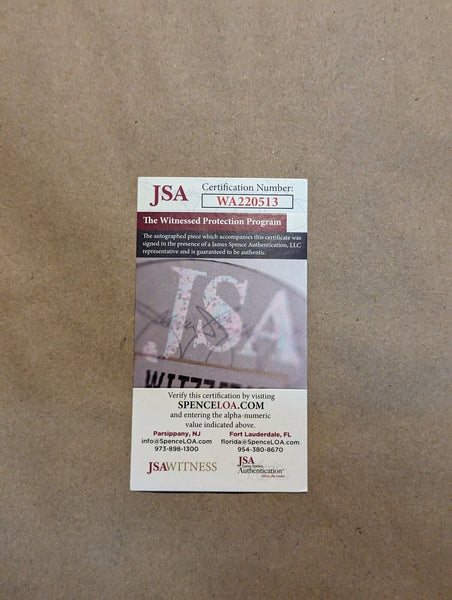 JSA
Certification Number:
WA220513
The Witnessed Protection Program
The autographed piece which accompanies this certificate was
signed in the presence of a James Spence Authentication, LLC
representative and is guaranteed to be authentic.
JSA
Verify this certification by visiting
SPENCELOA.COM
and entering the alpha-numeric
value indicated above.
Parsippany, NJ
info@SpenceLOA.com
973-898-1300
Fort Lauderdale, FL
florida@SpenceLOA.com
954-380-8670
JSAWITNESS
JSA
James Spence
Authentication